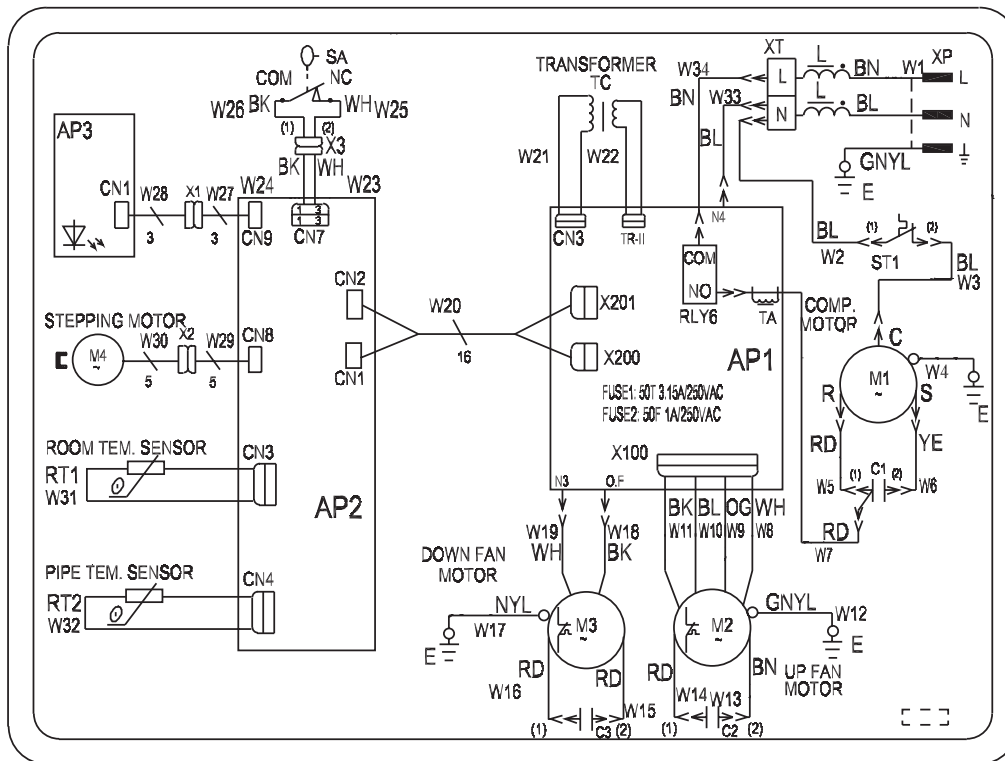 SA
COM
NC
W26
BK
WH
W25
(1)
(2)
X3
BK
WH
W24
W23
1 3
1 3
CN7
AP3
CN1
W28
X1
W27
3
3
CN9
TRANSFORMER
TC
W21
W22
CN3
TR-II
W34
BN
W33
BL
N4
XT
L
N
L
BN
W1
XP
L
L
BL
N
GNYL
E
BL
W2
(1)
(2)
ST1
BL
W3
COM
NO
RLY6
TA
COMP.
MOTOR
CN2
CN1
W20
16
X201
X200
AP1
FUSE1: 50T 3.15A/250VAC
FUSE2: 50F 1A/250VAC
X100
STEPPING MOTOR
M4
~
W30
X2
W29
5
5
CN8
C
M1
~
W4
E
R
S
RD
YE
W5
(1)
C1
(2)
W6
RD
W7
ROOM TEM. SENSOR
RT1
W31
CN3
AP2
PIPE TEM. SENSOR
RT2
W32
CN4
N3
O.F
W19
W18
WH
BK
BK
BL
OG
WH
W11
W10
W9
W8
DOWN FAN
MOTOR
NYL
W17
E
M3
~
RD
W16
RD
W15
(1)
C3
(2)
M2
~
GNYL
W12
E
RD
BN
W14
W13
(1)
C2
(2)
UP FAN
MOTOR